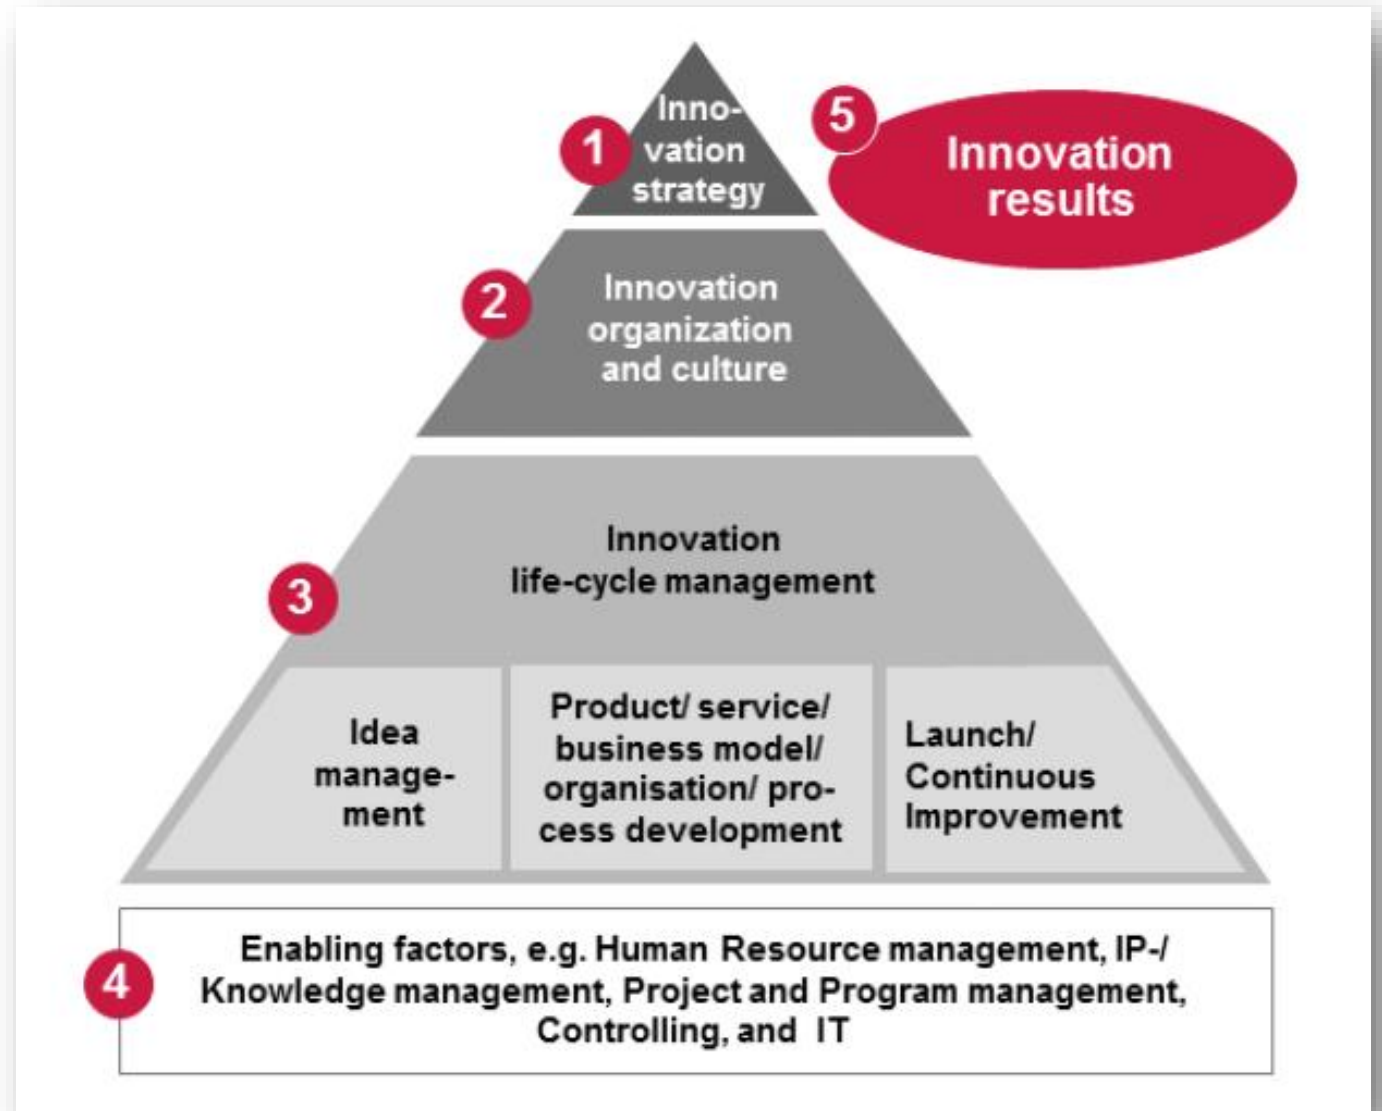 1
Inno-
vation
strategy
5
Innovation
results
2
Innovation
organization
and culture
3
Innovation
life-cycle management
Idea
manage-
ment
Product/ service/
business model/
organisation/ pro-
cess development
Launch/
Continuous
Improvement
4
Enabling factors, e.g. Human Resource management, IP-/
Knowledge management, Project and Program management,
Controlling, and IT